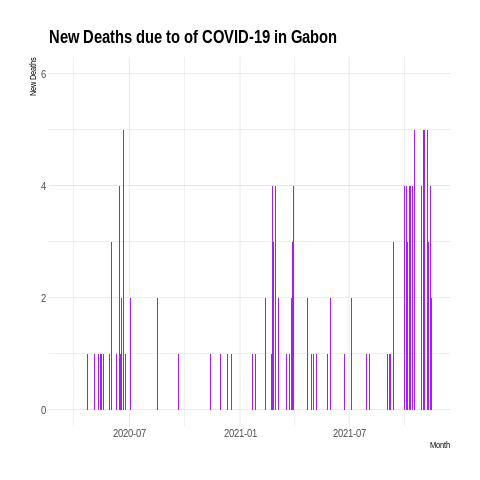 New Deaths due to of COVID-19 in Gabon
New Deaths
6
4
2
0
2020-07
2021-01
2021-07
Month